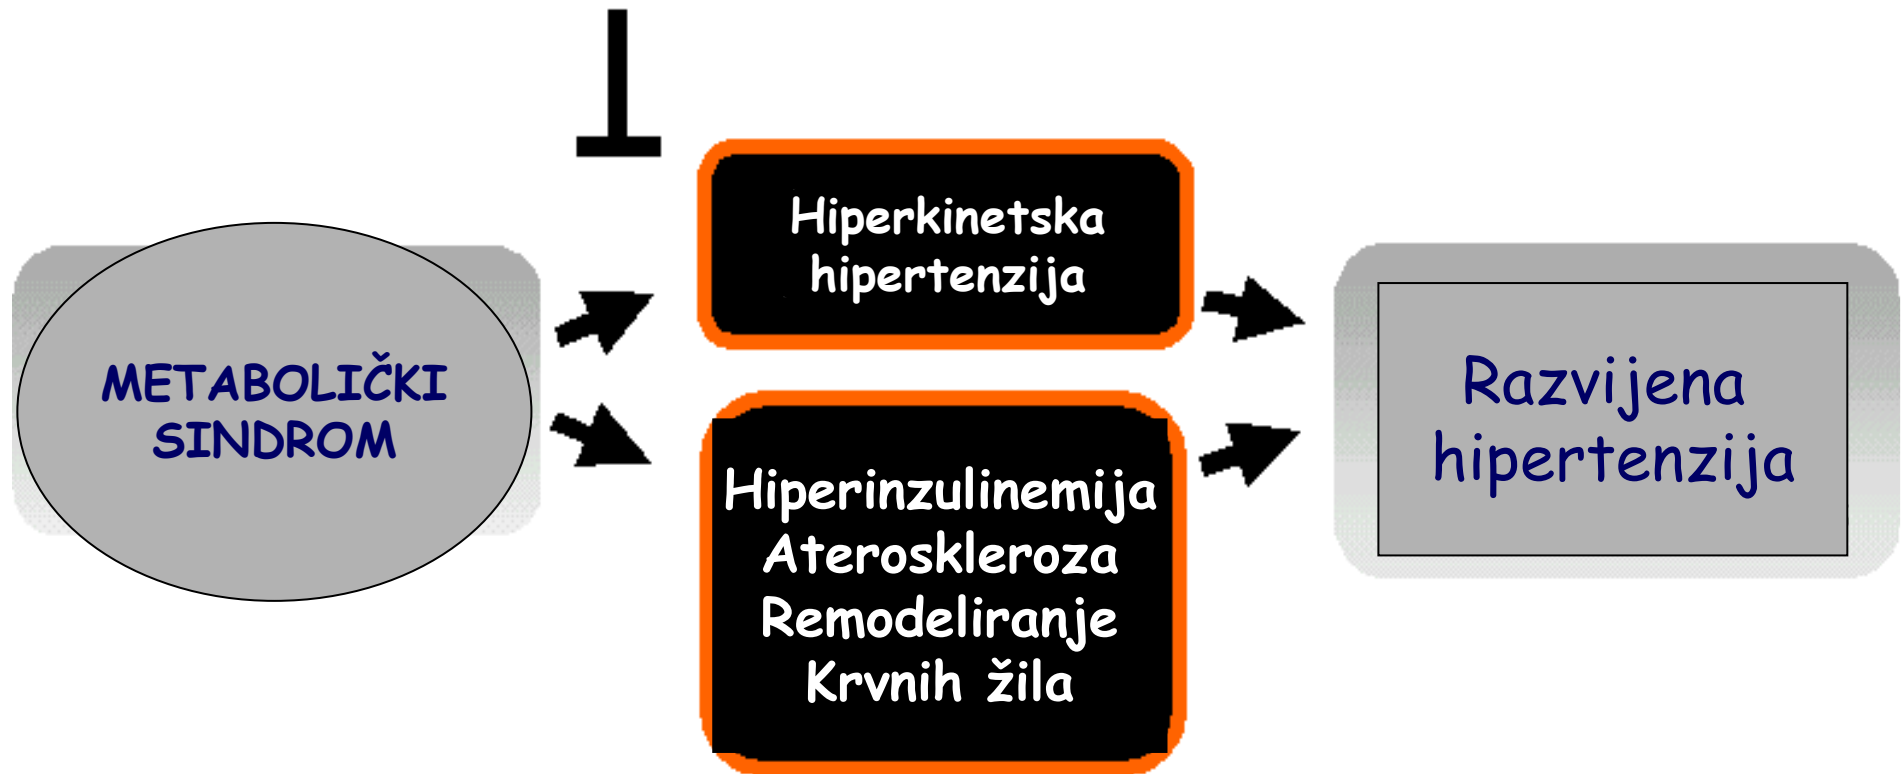 METABOLIČKI
SINDROM
Hiperkinetska
hipertenzija
Hiperinzulinemija
Ateroskleroza
Remodeliranje
Krvnih žila
Razvijena
hipertenzija